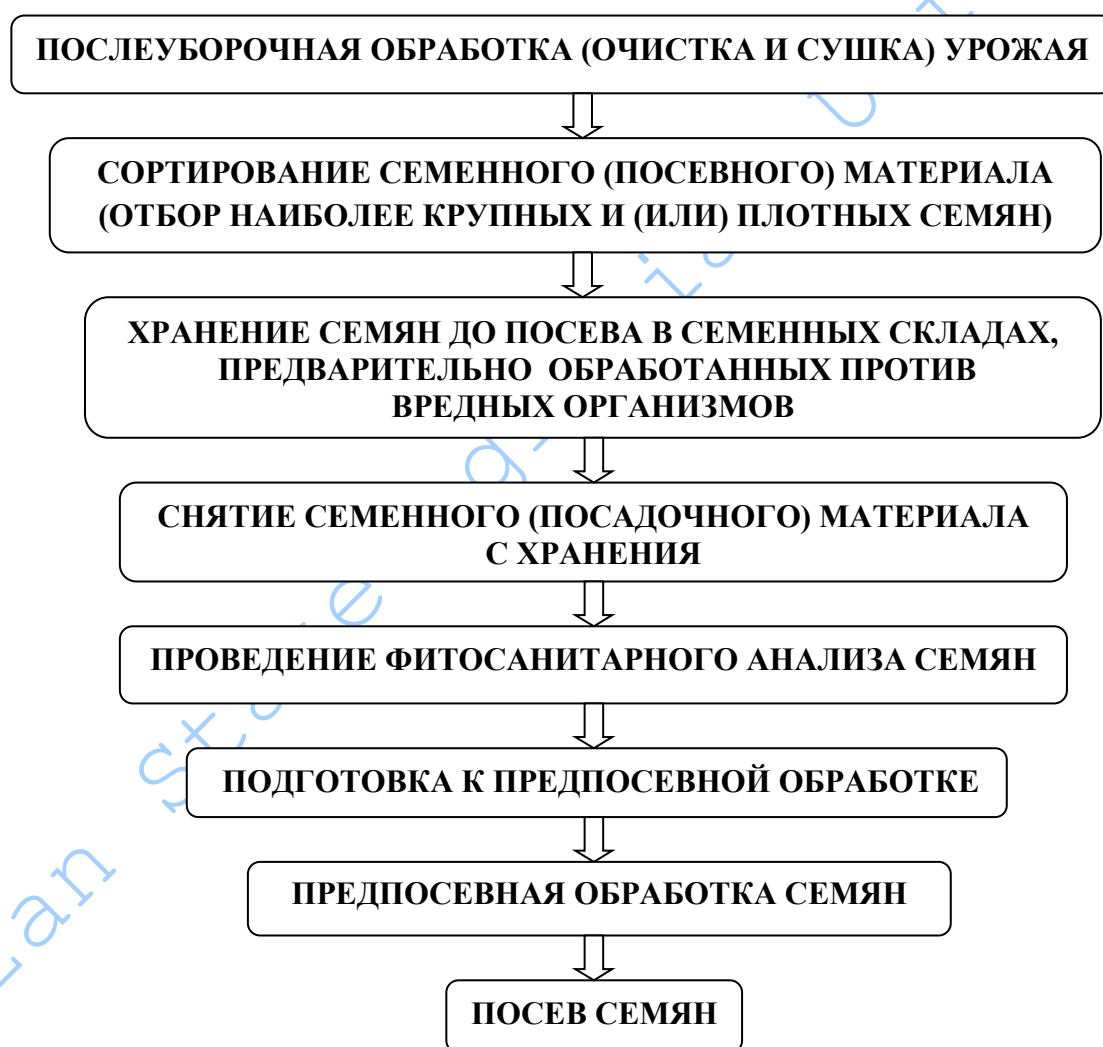 ПОСЛЕУБОРОЧНАЯ ОБРАБОТКА (ОЧИСТКА И СУШКА) УРОЖАЯ
СОРТИРОВАНИЕ СЕМЕННОГО (ПОСЕВНОГО) МАТЕРИАЛА
(ОТБОР НАИБОЛЕЕ КРУПНЫХ И (ИЛИ) ПЛОТНЫХ СЕМЯН)
ХРАНЕНИЕ СЕМЯН ДО ПОСЕВА В СЕМЕННЫХ СКЛАДАХ,
ПРЕДВАРИТЕЛЬНО ОБРАБОТАННЫХ ПРОТИВ
ВРЕДНЫХ ОРГАНИЗМОВ
СНЯТИЕ СЕМЕННОГО (ПОСАДОЧНОГО) МАТЕРИАЛА
С ХРАНЕНИЯ
ПРОВЕДЕНИЕ ФИТОСАНИТАРНОГО АНАЛИЗА СЕМЯН
ПОДГОТОВКА К ПРЕДПОСЕВНОЙ ОБРАБОТКЕ
ПРЕДПОСЕВНАЯ ОБРАБОТКА СЕМЯН
ПОСЕВ СЕМЯН